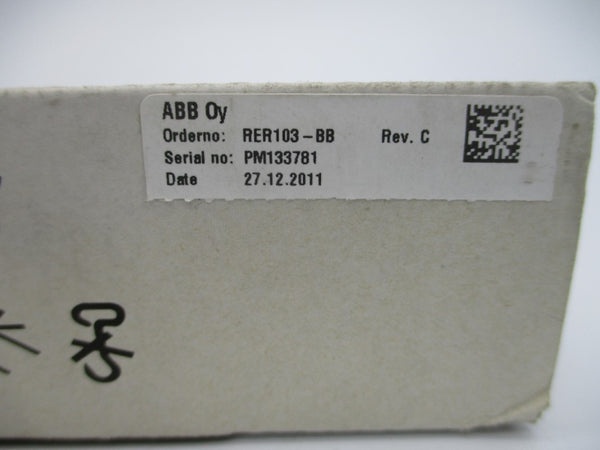 ABB Oy
Orderno: RER103-BB Rev. C
Serial no: PM133781
Date 27.12.2011